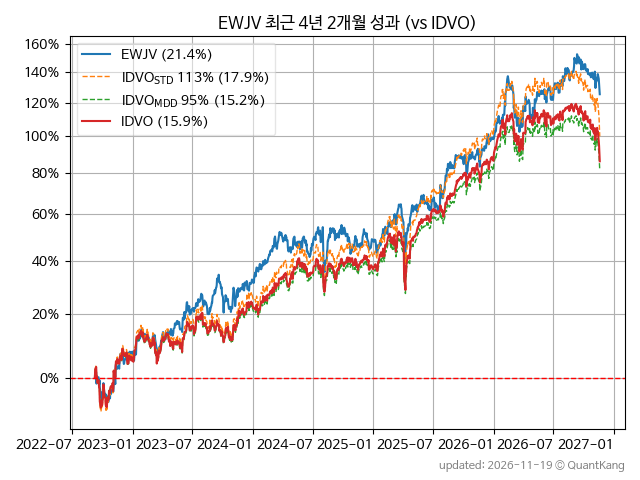 EWJV 최근 4년 2개월 성과 (vs IDVO)
160%
140%
120%
100%
80%
60%
40%
20%
0%
EWJV (21.4%)
IDVO_STD 113% (17.9%)
IDVO_MDD 95% (15.2%)
IDVO (15.9%)
2022-07 2023-01 2023-07 2024-01 2024-07 2025-01 2025-07 2026-01 2026-07 2027-01
updated: 2026-11-19 © QuantKang